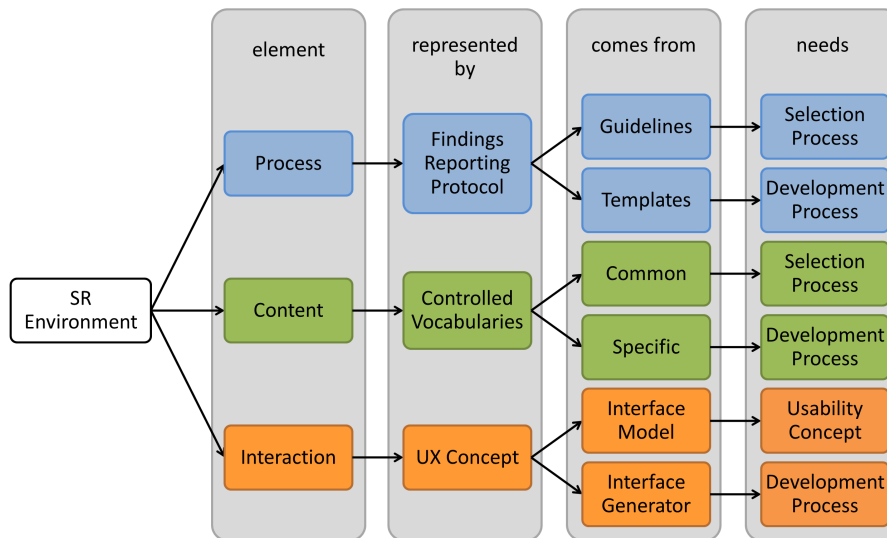 element
represented
by
comes from
needs
SR
Environment
Process
Findings
Reporting
Protocol
Guidelines
Selection
Process
Templates
Development
Process
Content
Controlled
Vocabularies
Common
Selection
Process
Specific
Development
Process
Interaction
UX Concept
Interface
Model
Usability
Concept
Interface
Generator
Development
Process